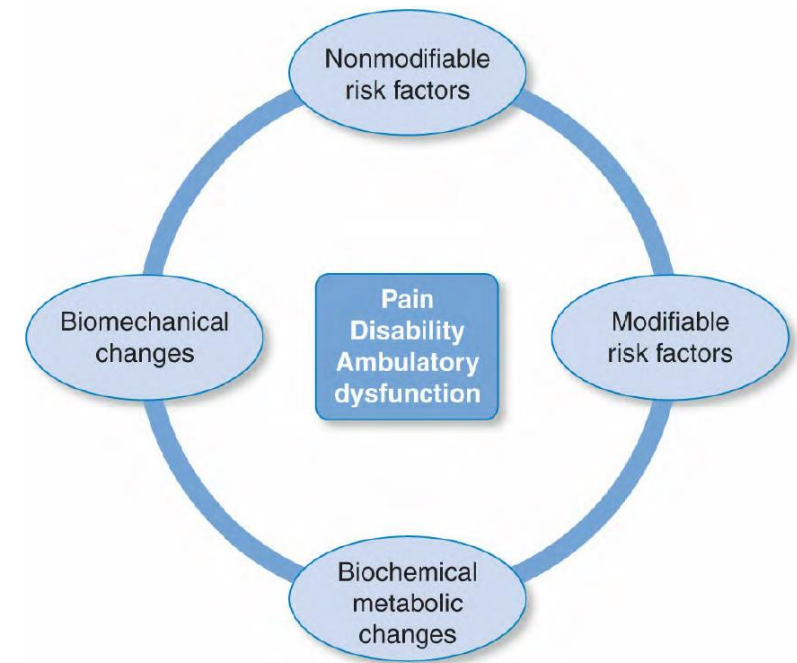 Nonmodifiable
risk factors
Biomechanical
changes
Pain
Disability
Ambulatory
dysfunction
Modifiable
risk factors
Biochemical
metabolic
changes